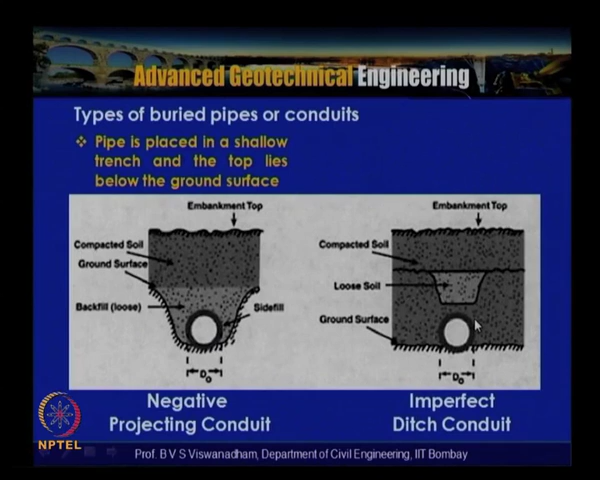 Advanced Geotechnical Engineering
Types of buried pipes or conduits
❖ Pipe is placed in a shallow
trench and the top lies
below the ground surface
Embankment Top
Compacted Soil
Ground Surface
Backfill (loose)
Sidefill
Do
Embankment Top
Compacted Soil
Loose Soil
Ground Surface
Do
Negative
Projecting Conduit
Imperfect
Ditch Conduit
NPTEL
Prof. B V S Viswanadham, Department of Civil Engineering, IIT Bombay